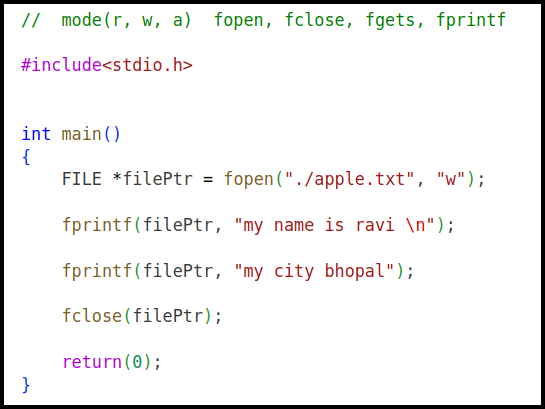 //  mode(r, w, a)  fopen, fclose, fgets, fprintf
#include<stdio.h>
int main()
{
    FILE *filePtr = fopen("./apple.txt", "w");
    fprintf(filePtr, "my name is ravi \n");
    fprintf(filePtr, "my city bhopal");
    fclose(filePtr);
    return(0);
}